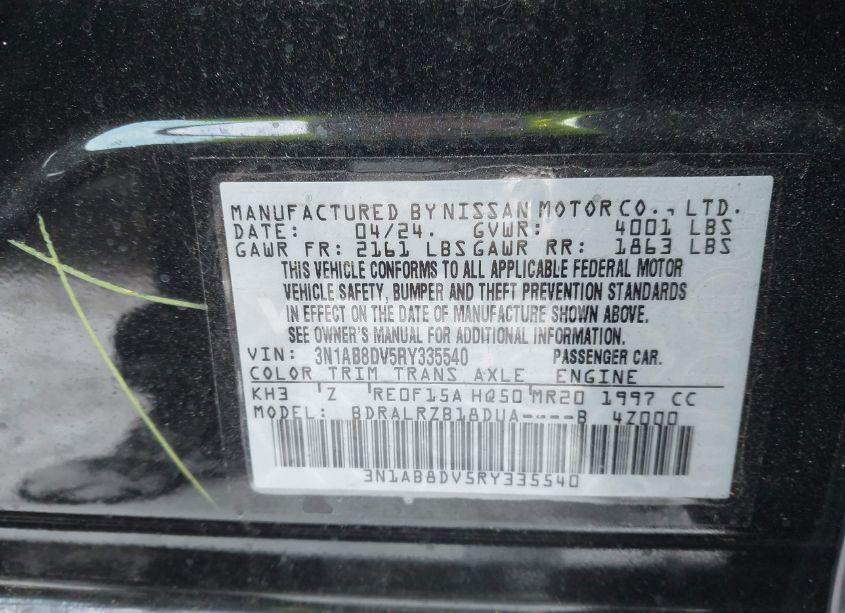 MANUFACTURED BY NISSAN MOTOR CO., LTD.
DATE: 04/24. GVWR: 4001 LBS
GAWR FR: 2161 LBS GAWR RR: 1863 LBS
THIS VEHICLE CONFORMS TO ALL APPLICABLE FEDERAL MOTOR
VEHICLE SAFETY, BUMPER AND THEFT PREVENTION STANDARDS
IN EFFECT ON THE DATE OF MANUFACTURE SHOWN ABOVE.
SEE OWNER'S MANUAL FOR ADDITIONAL INFORMATION.
VIN: 3N1AB8DV5RY335540 PASSENGER CAR.
COLOR TRIM TRANS AXLE ENGINE
KH3 Z RE0F15A HQ50 MR20 1997 CC
MODEL: BDRALRZB18DUA----B 4Z000
3N1AB8DV5RY335540